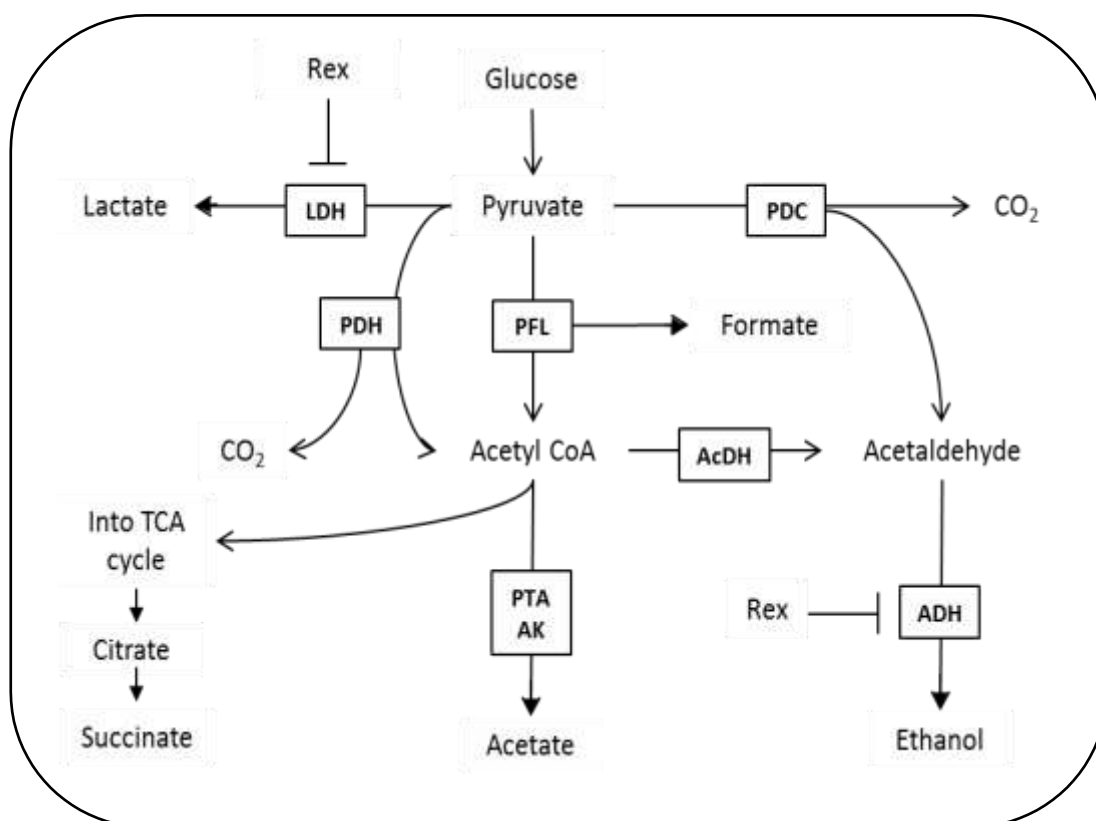 Rex
Glucose
Lactate
LDH
Pyruvate
PDC
CO₂
PDH
PFL
Formate
CO₂
Acetyl CoA
AcDH
Acetaldehyde
Into TCA
cycle
PTA
AK
Rex
ADH
Citrate
Succinate
Acetate
Ethanol